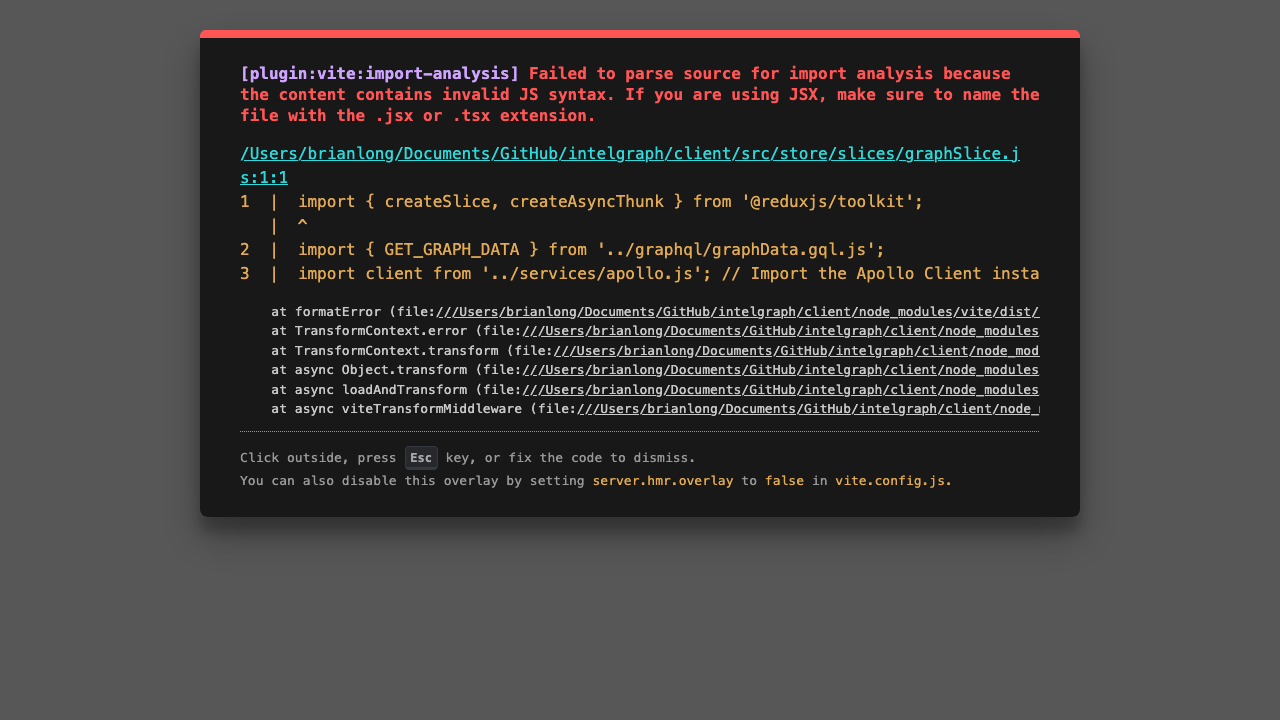 [plugin:vite:import-analysis] Failed to parse source for import analysis because
the content contains invalid JS syntax. If you are using JSX, make sure to name the
file with the .jsx or .tsx extension.
/Users/brianlong/Documents/GitHub/intelgraph/client/src/store/slices/graphSlice.j
s:1:1
1  |  import { createSlice, createAsyncThunk } from '@reduxjs/toolkit';
   |  ^
2  |  import { GET_GRAPH_DATA } from '../graphql/graphData.gql.js';
3  |  import client from '../services/apollo.js'; // Import the Apollo Client insta
    at formatError (file:///Users/brianlong/Documents/GitHub/intelgraph/client/node_modules/vite/dist/
    at TransformContext.error (file:///Users/brianlong/Documents/GitHub/intelgraph/client/node_modules
    at TransformContext.transform (file:///Users/brianlong/Documents/GitHub/intelgraph/client/node_mod
    at async Object.transform (file:///Users/brianlong/Documents/GitHub/intelgraph/client/node_modules
    at async loadAndTransform (file:///Users/brianlong/Documents/GitHub/intelgraph/client/node_modules
    at async viteTransformMiddleware (file:///Users/brianlong/Documents/GitHub/intelgraph/client/node_
Click outside, press Esc key, or fix the code to dismiss.
You can also disable this overlay by setting server.hmr.overlay to false in vite.config.js.